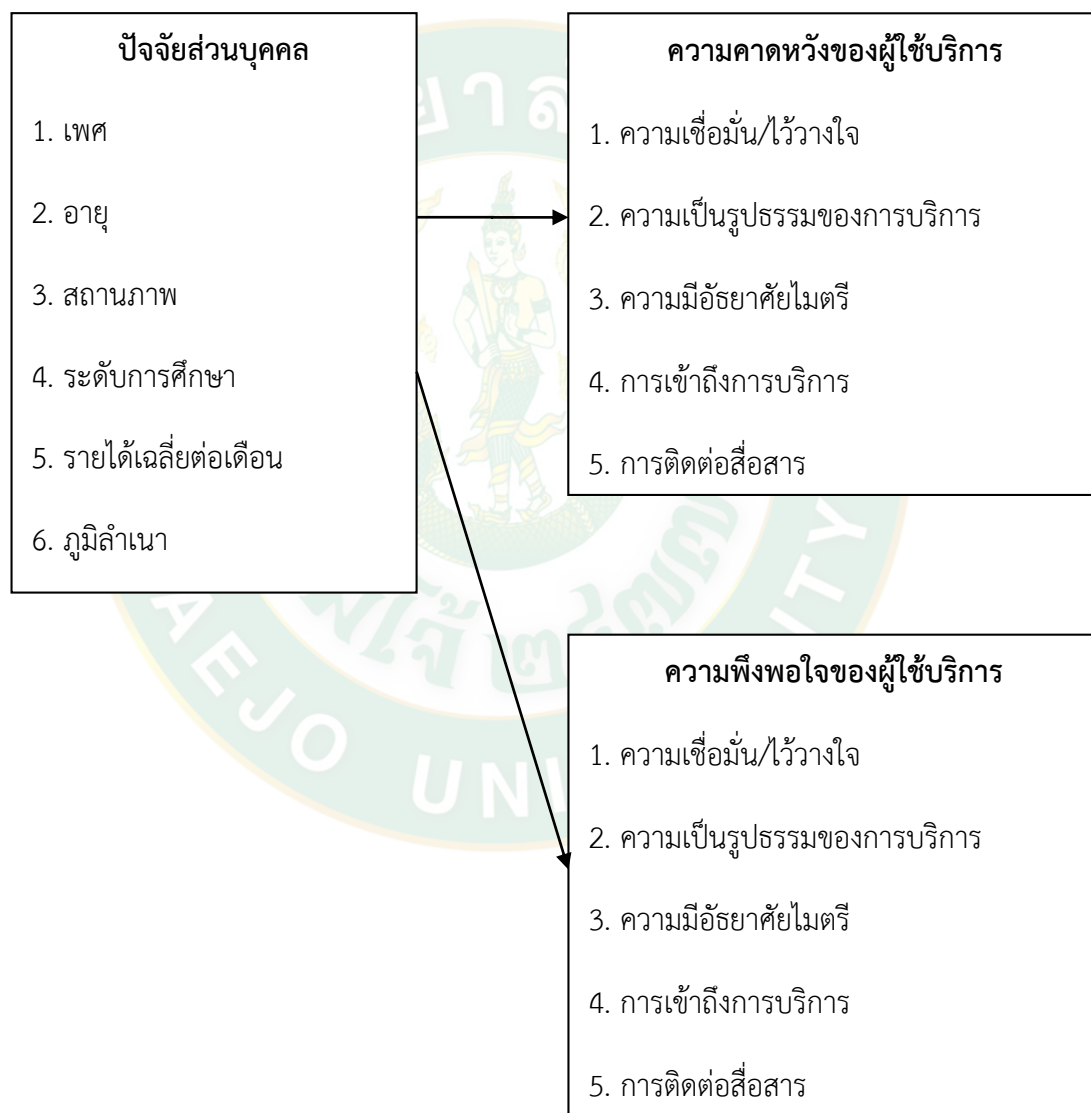 ปัจจัยส่วนบุคคล
1. เพศ
2. อายุ
3. สถานภาพ
4. ระดับการศึกษา
5. รายได้เฉลี่ยต่อเดือน
6. ภูมิลำเนา
ความคาดหวังของผู้ใช้บริการ
1. ความเชื่อมั่น/ไว้วางใจ
2. ความเป็นรูปธรรมของการบริการ
3. ความมีอัธยาศัยไมตรี
4. การเข้าถึงการบริการ
5. การติดต่อสื่อสาร
ความพึงพอใจของผู้ใช้บริการ
1. ความเชื่อมั่น/ไว้วางใจ
2. ความเป็นรูปธรรมของการบริการ
3. ความมีอัธยาศัยไมตรี
4. การเข้าถึงการบริการ
5. การติดต่อสื่อสาร